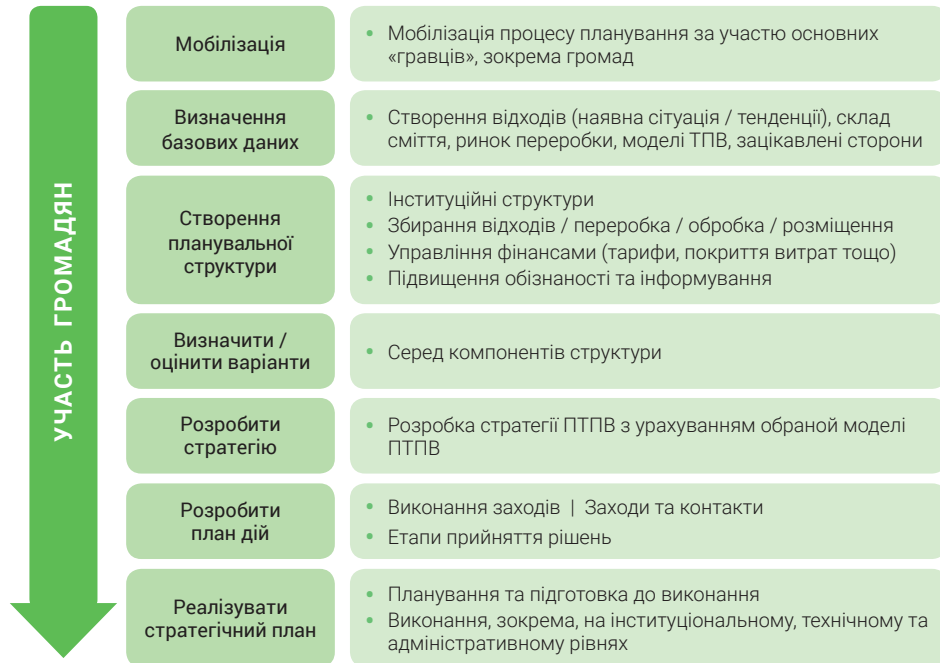 УЧАСТЬ ГРОМАДЯН
Мобілізація
• Мобілізація процесу планування за участю основних
«гравців», зокрема громад
Визначення
базових даних
• Створення відходів (наявна ситуація / тенденції), склад
сміття, ринок переробки, моделі ТПВ, зацікавлені сторони
Створення
планувальної
структури
• Інституційні структури
• Збирання відходів / переробка / обробка / розміщення
• Управління фінансами (тарифи, покриття витрат тощо)
• Підвищення обізнаності та інформування
Визначити /
оцінити варіанти
• Серед компонентів структури
Розробити
стратегію
• Розробка стратегії ПТПВ з урахуванням обраной моделі
ПТПВ
Розробити
план дій
• Виконання заходів | Заходи та контакти
• Етапи прийняття рішень
Реалізувати
стратегічний план
• Планування та підготовка до виконання
• Виконання, зокрема, на інституціональному, технічному та
адміністративному рівнях